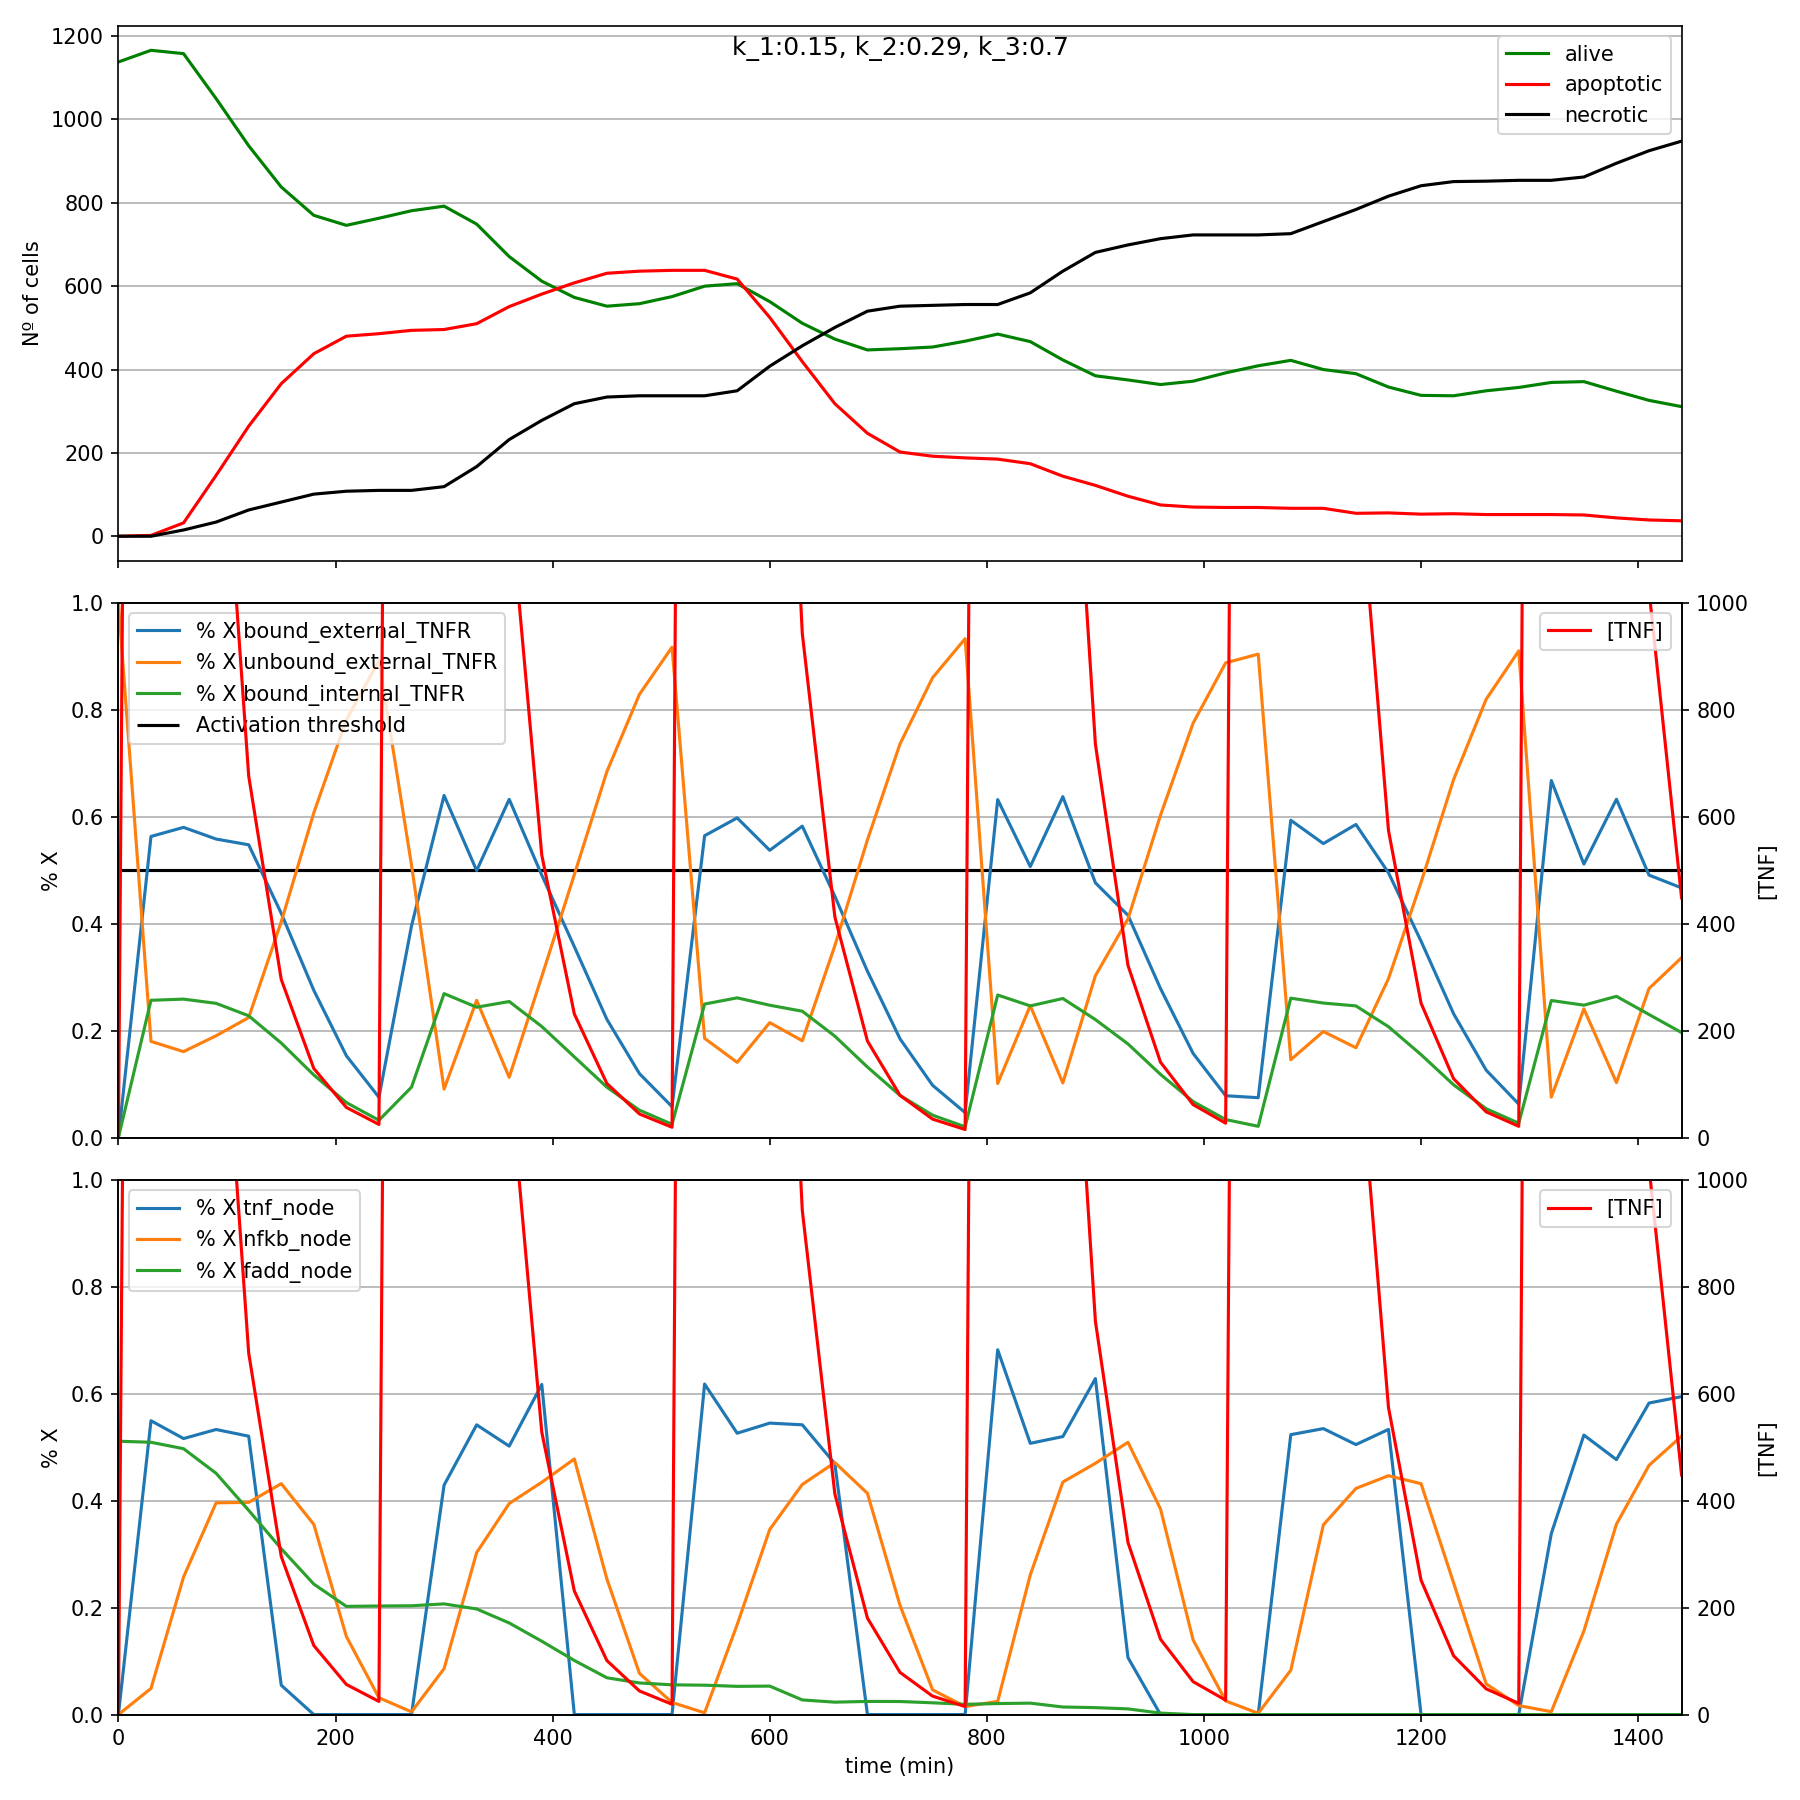 k_1:0.15, k_2:0.29, k_3:0.7
alive
apoptotic
necrotic
1200
1000
800
600
400
200
0
Nº of cells
% X bound_external_TNFR
% X unbound_external_TNFR
% X bound_internal_TNFR
Activation threshold
[TNF]
1.0
0.8
0.6
0.4
0.2
0.0
% X
1000
800
600
400
200
0
[TNF]
% X tnf_node
% X nfkb_node
% X fadd_node
[TNF]
1.0
0.8
0.6
0.4
0.2
0.0
% X
1000
800
600
400
200
0
[TNF]
0 200 400 600 800 1000 1200 1400
time (min)